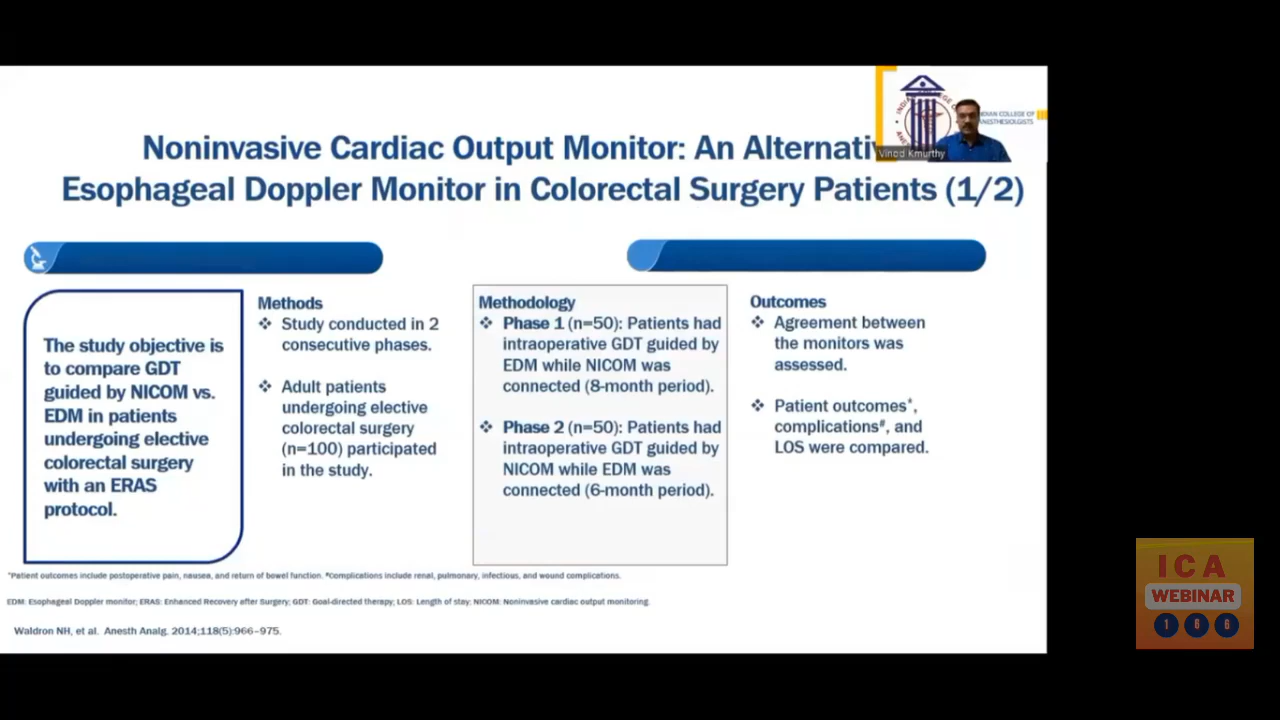 Noninvasive Cardiac Output Monitor: An Alternati
Esophageal Doppler Monitor in Colorectal Surgery Patients (1/2)
INDIAN COLLEGE OF
ANESTHESIOLOGISTS
Vinod Kmurthy
The study objective is
to compare GDT
guided by NICOM vs.
EDM in patients
undergoing elective
colorectal surgery
with an ERAS
protocol.
Methods
❖ Study conducted in 2
consecutive phases.
❖ Adult patients
undergoing elective
colorectal surgery
(n=100) participated
in the study.
Methodology
❖ Phase 1 (n=50): Patients had
intraoperative GDT guided by
EDM while NICOM was
connected (8-month period).
❖ Phase 2 (n=50): Patients had
intraoperative GDT guided by
NICOM while EDM was
connected (6-month period).
Outcomes
❖ Agreement between
the monitors was
assessed.
❖ Patient outcomes*,
complications#, and
LOS were compared.
*Patient outcomes include postoperative pain, nausea, and return of bowel function. #Complications include renal, pulmonary, infectious, and wound complications.
EDM: Esophageal Doppler monitor; ERAS: Enhanced Recovery after Surgery; GDT: Goal-directed therapy; LOS: Length of stay; NICOM: Noninvasive cardiac output monitoring.
Waldron NH, et al. Anesth Analg. 2014;118(5):966–975.
ICA
WEBINAR
1 6 6